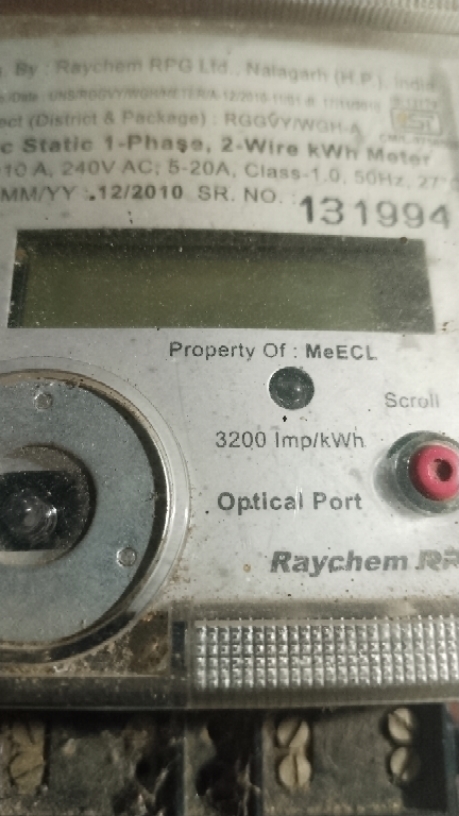 By : Raychem RPG Ltd., Nalagarh (H.P.), India
ect (District & Package) : RGGVY/WGH-A
c Static 1-Phase, 2-Wire kWh Meter
10 A, 240V AC, 5-20A, Class-1.0, 50Hz, 27°
MM/YY : 12/2010 SR. NO. : 131994
Property Of : MeECL
Scroll
3200 Imp/kWh
Optical Port
Raychem